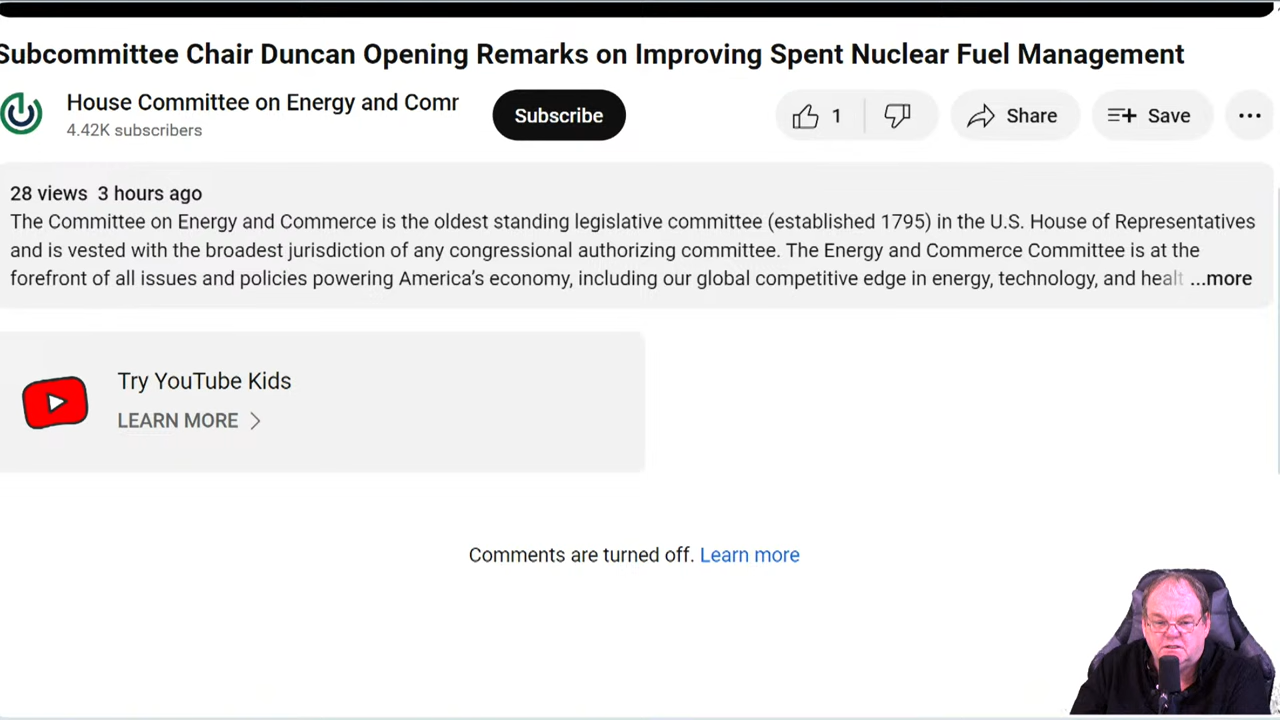 Subcommittee Chair Duncan Opening Remarks on Improving Spent Nuclear Fuel Management
House Committee on Energy and Comr
4.42K subscribers
Subscribe
1
Share
Save
28 views 3 hours ago
The Committee on Energy and Commerce is the oldest standing legislative committee (established 1795) in the U.S. House of Representatives
and is vested with the broadest jurisdiction of any congressional authorizing committee. The Energy and Commerce Committee is at the
forefront of all issues and policies powering America’s economy, including our global competitive edge in energy, technology, and healt ...more
Try YouTube Kids
LEARN MORE
Comments are turned off. Learn more